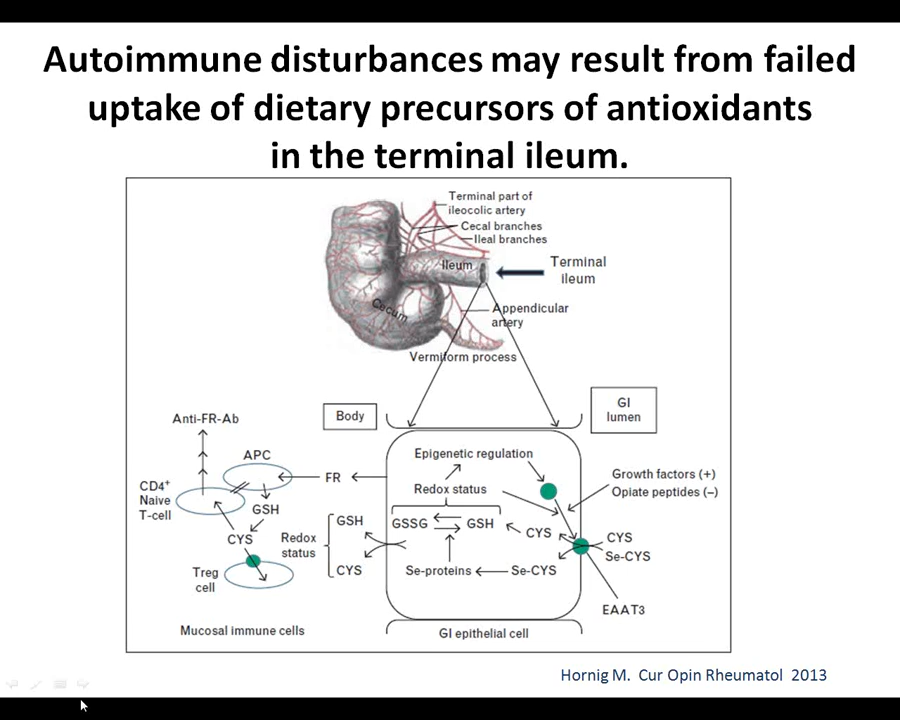 Autoimmune disturbances may result from failed
uptake of dietary precursors of antioxidants
in the terminal ileum.
Terminal part of
ileocolic artery
Cecal branches
Ileal branches
Ileum
Terminal
ileum
Cecum
Appendicular
artery
Vermiform process
Body
GI
lumen
Anti-FR-Ab
APC
FR
Epigenetic regulation
Growth factors (+)
Opiate peptides (−)
CD4+
Naive
T-cell
GSH
Redox status
CYS
Redox
status
GSH
CYS
GSSG
GSH
CYS
CYS
Se-CYS
Treg
cell
Se-proteins
Se-CYS
EAAT3
Mucosal immune cells
GI epithelial cell
Hornig M. Cur Opin Rheumatol 2013